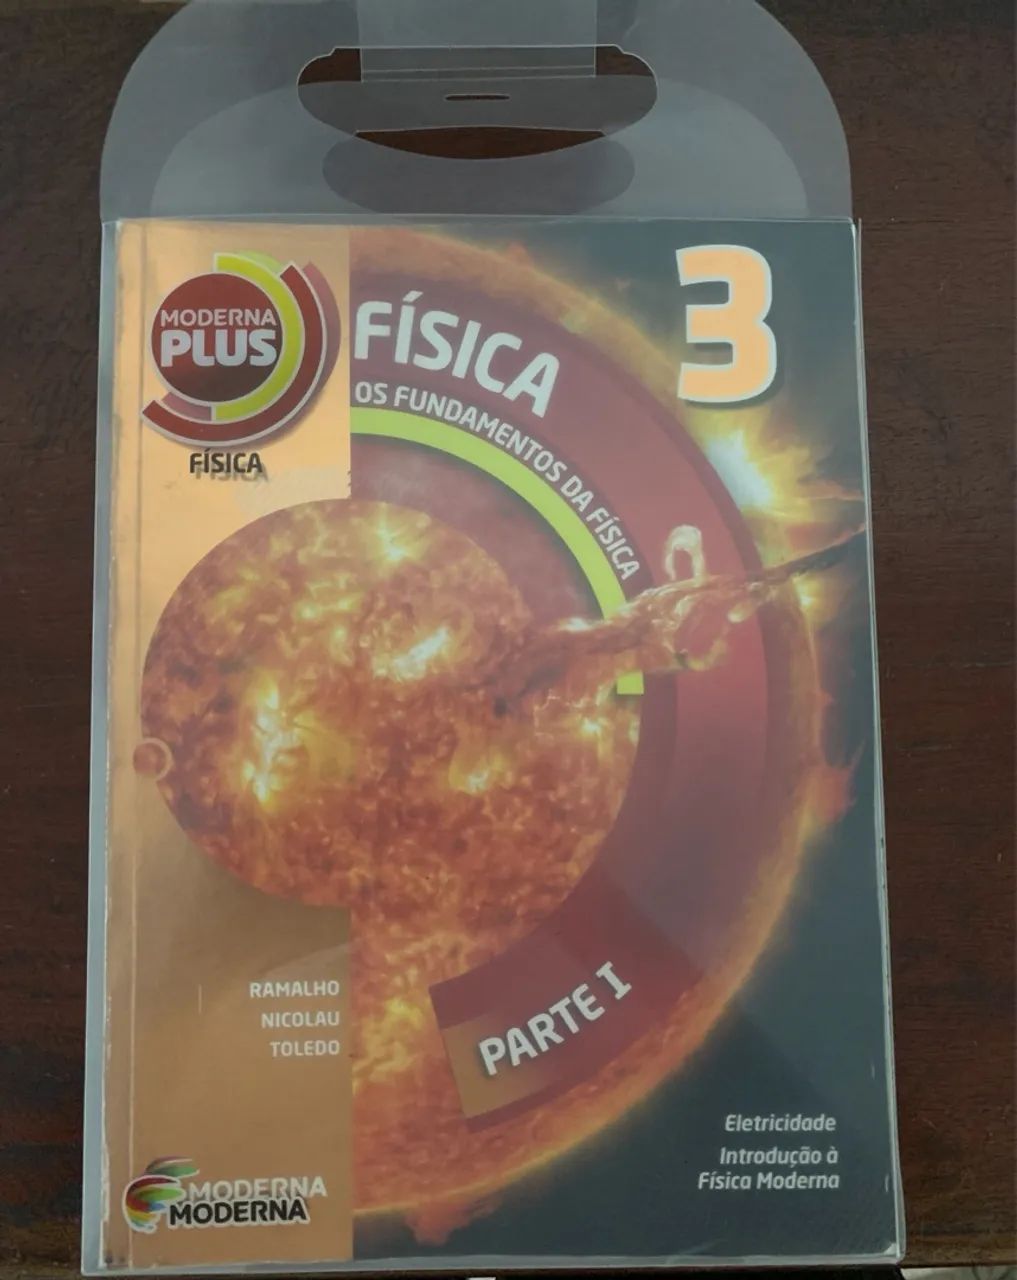 MODERNA
PLUS
FÍSICA
FÍSICA
OS FUNDAMENTOS DA FÍSICA
3
PARTE I
RAMALHO
NICOLAU
TOLEDO
Eletricidade
Introdução à
Física Moderna
MODERNA
MODERNA